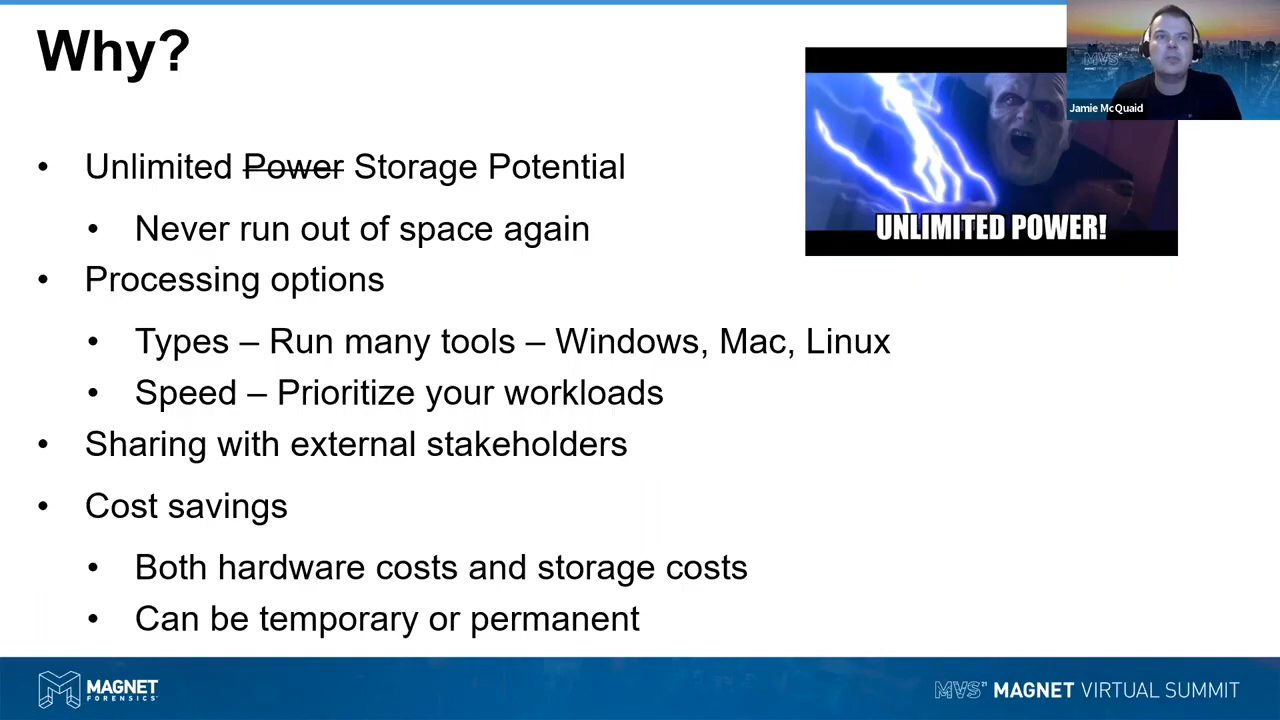 Why?
MVS
Jamie McQuaid
• Unlimited Power Storage Potential
• Never run out of space again
UNLIMITED POWER!
• Processing options
• Types – Run many tools – Windows, Mac, Linux
• Speed – Prioritize your workloads
• Sharing with external stakeholders
• Cost savings
• Both hardware costs and storage costs
• Can be temporary or permanent
MAGNET
FORENSICS
MVS21 MAGNET VIRTUAL SUMMIT